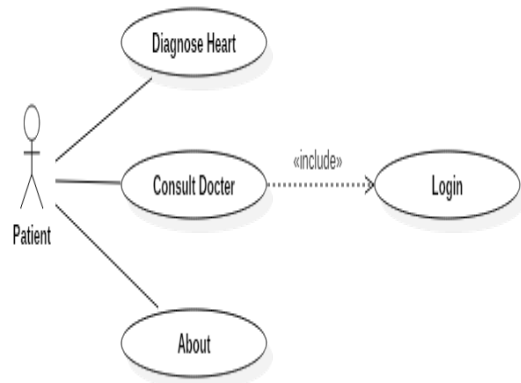 Diagnose Heart
«include»
Consult Docter
Login
Patient
About